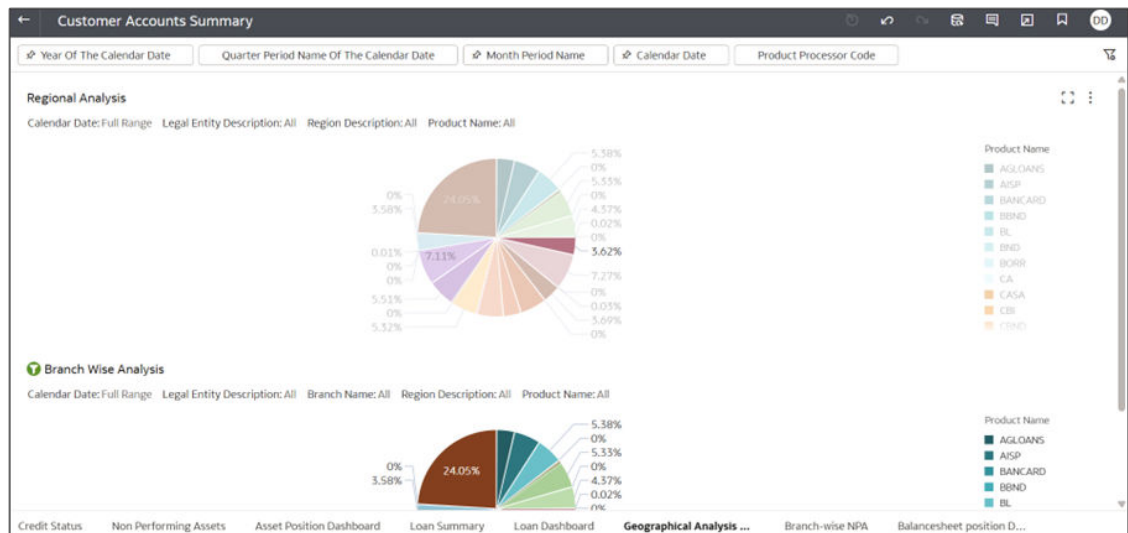 Customer Accounts Summary
DD
Year Of The Calendar Date
Quarter Period Name Of The Calendar Date
Month Period Name
Calendar Date
Product Processor Code
Regional Analysis
Calendar Date: Full Range Legal Entity Description: All Region Description: All Product Name: All
5.38%
0%
5.33%
0%
4.37%
0.02%
0%
3.62%
7.27%
0%
0.03%
3.69%
0%
24.05%
0%
3.58%
0.01%
7.11%
0%
0%
5.51%
0%
5.32%
Product Name
AGLOANS
AISP
BANCARD
BBND
BL
BND
BORR
CA
CASA
CBI
CBND
Branch Wise Analysis
Calendar Date: Full Range Legal Entity Description: All Branch Name: All Region Description: All Product Name: All
5.38%
0%
5.33%
0%
4.37%
0.02%
0%
24.05%
0%
3.58%
Product Name
AGLOANS
AISP
BANCARD
BBND
BL
Credit Status
Non Performing Assets
Asset Position Dashboard
Loan Summary
Loan Dashboard
Geographical Analysis ...
Branch-wise NPA
Balancesheet position D...